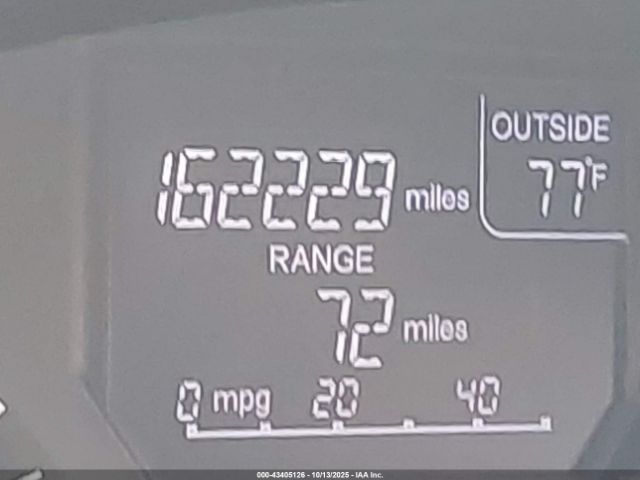 OUTSIDE
77°F
162229 miles
RANGE
72 miles
0 mpg 20 40
000-43405126 - 10/13/2025 - IAA Inc.